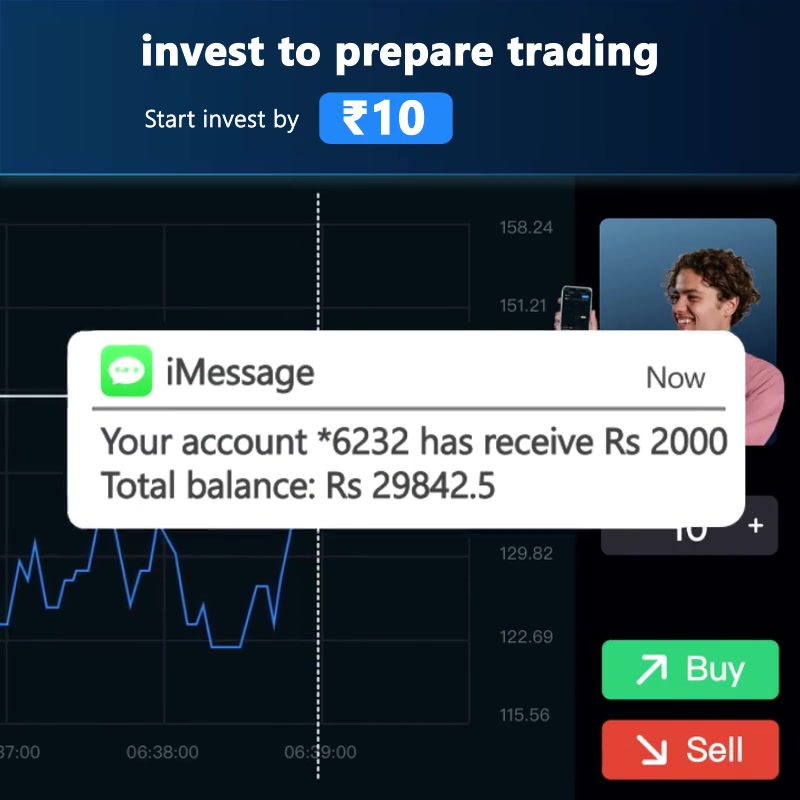 invest to prepare trading
Start invest by ₹10
158.24
151.21
iMessage
Now
Your account *6232 has receive Rs 2000
Total balance: Rs 29842.5
10 +
129.82
122.69
Buy
115.56
Sell
37:00 06:38:00 06:39:00